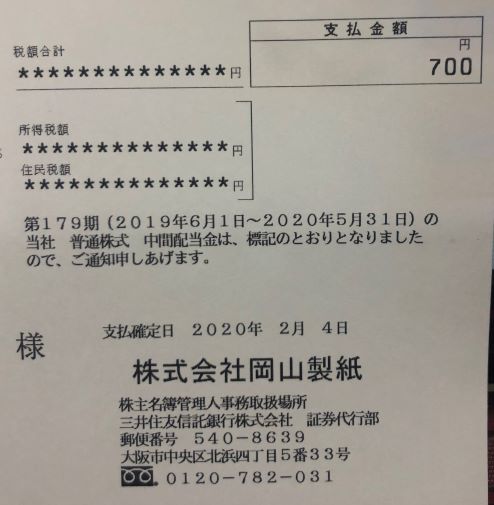 支払金額
円
700
税額合計
**************円
所得税額
**************円
住民税額
**************円
第179期（2019年6月1日～2020年5月31日）の
当社　普通株式　中間配当金は、標記のとおりとなりました
ので、ご通知申しあげます。
支払確定日　2020年　2月　4日
様
株式会社岡山製紙
株主名簿管理人事務取扱場所
三井住友信託銀行株式会社　証券代行部
郵便番号　540-8639
大阪市中央区北浜四丁目5番33号
0120-782-031